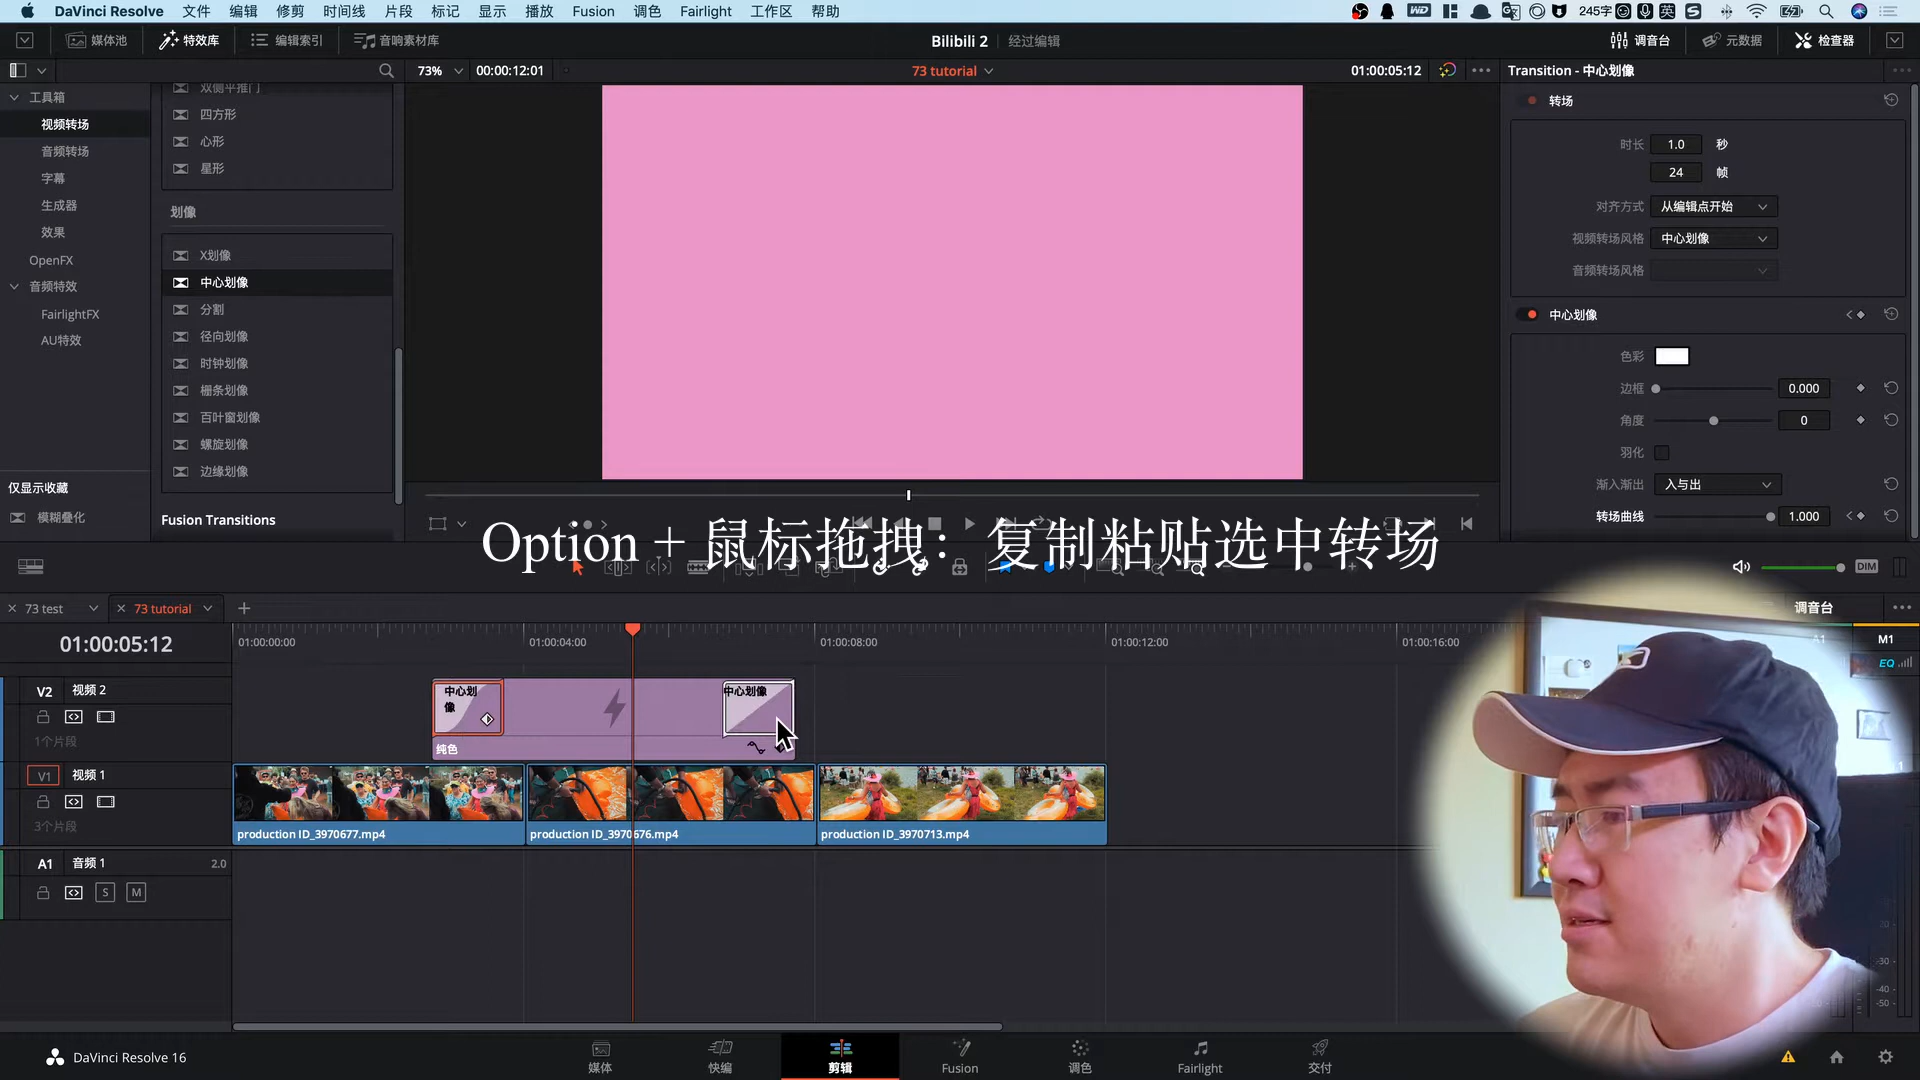 DaVinci Resolve 文件 编辑 修剪 时间线 片段 标记 显示 播放 Fusion 调色 Fairlight 工作区 帮助 245字 英
媒体池 特效库 编辑索引 音响素材库 Bilibili 2 经过编辑 调音台 元数据 检查器
73% 00:00:12:01 73 tutorial 01:00:05:12 Transition - 中心划像
工具箱
视频转场
音频转场
字幕
生成器
效果
OpenFX
音频特效
FairlightFX
AU特效
仅显示收藏
模糊叠化
双侧平推门
四方形
心形
星形
划像
X划像
中心划像
分割
径向划像
时钟划像
栅条划像
百叶窗划像
螺旋划像
边缘划像
Fusion Transitions
转场
时长 1.0 秒
24 帧
对齐方式 从编辑点开始
视频转场风格 中心划像
音频转场风格
中心划像
色彩
边框 0.000
角度 0
羽化
渐入渐出 入与出
转场曲线 1.000
Option + 鼠标拖拽：复制粘贴选中转场
DIM
73 test 73 tutorial 调音台
01:00:05:12 01:00:00:00 01:00:04:00 01:00:08:00 01:00:12:00 01:00:16:00
A1 M1
EQ
V2 视频 2
1个片段
中心划像
中心划像
纯色
V1 视频 1
3个片段
production ID_3970677.mp4 production ID_3970676.mp4 production ID_3970713.mp4
A1 音频 1 2.0
S M
-30
-40
-50
DaVinci Resolve 16 媒体 快编 剪辑 Fusion 调色 Fairlight 交付